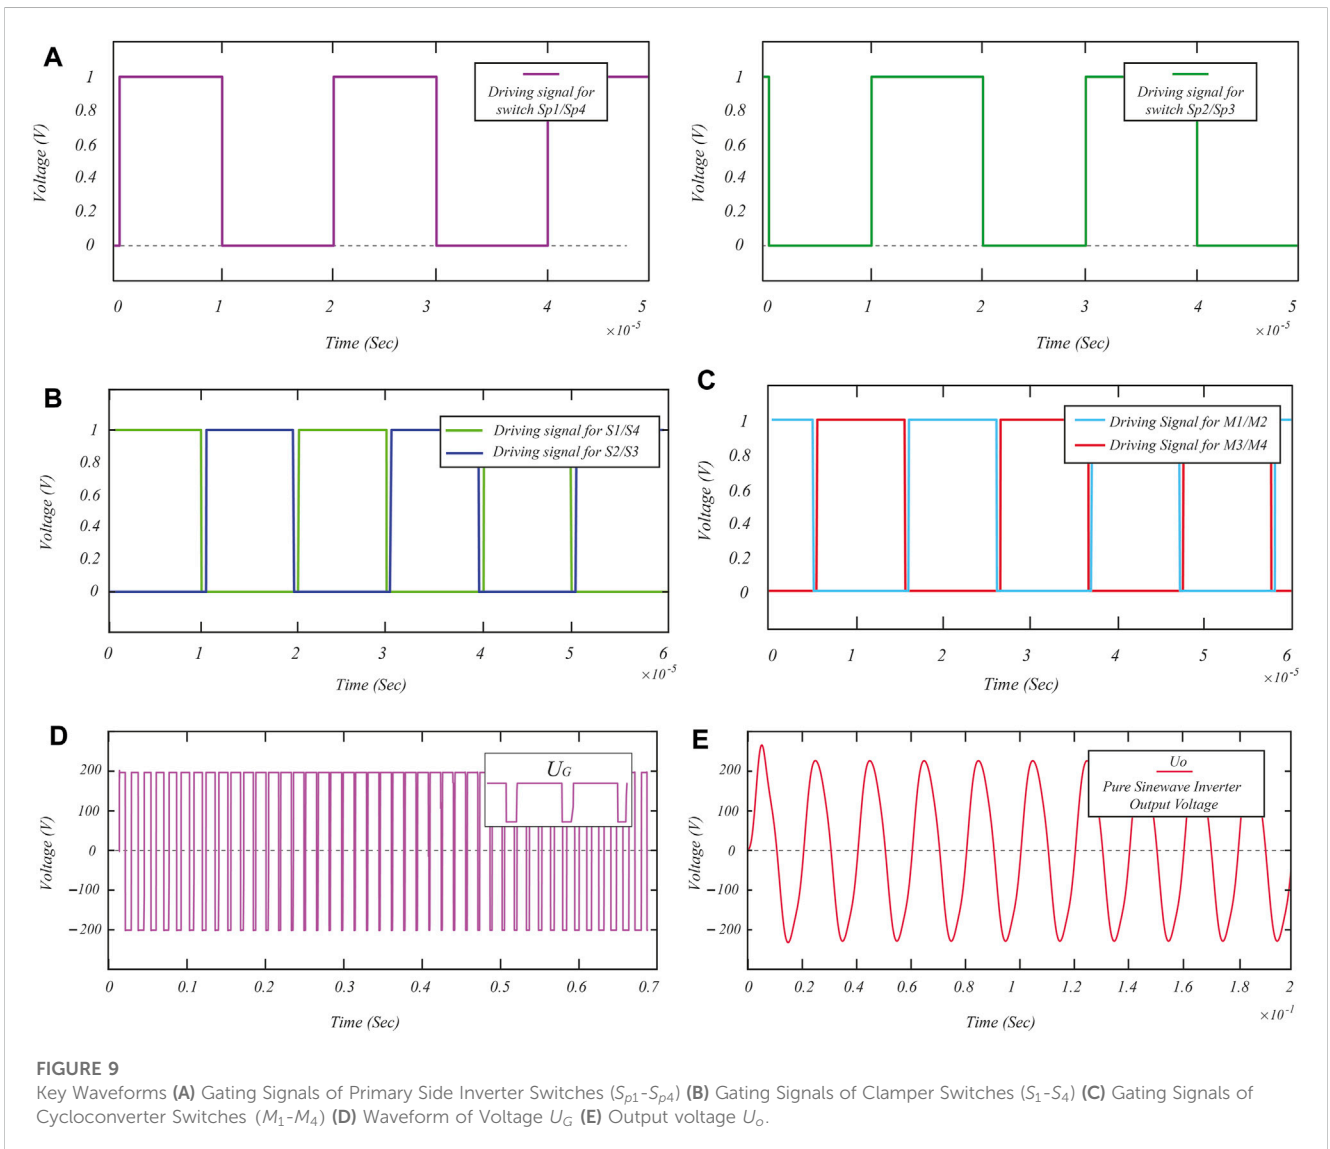 A
Voltage (V)
1
0.8
0.6
0.4
0.2
0
Driving signal for
switch Sp1/Sp4
0 1 2 3 4 5
×10-5
Time (Sec)
Voltage (V)
1
0.8
0.6
0.4
0.2
0
Driving signal for
switch Sp2/Sp3
0 1 2 3 4 5
×10-5
Time (Sec)
B
Voltage (V)
1
0.8
0.6
0.4
0.2
0
Driving signal for S1/S4
Driving signal for S2/S3
0 1 2 3 4 5 6
×10-5
Time (Sec)
C
Voltage (V)
1
0.8
0.6
0.4
0.2
0
Driving Signal for M1/M2
Driving Signal for M3/M4
0 1 2 3 4 5 6
×10-5
Time (Sec)
D
Voltage (V)
200
100
0
−100
−200
UG
0 0.1 0.2 0.3 0.4 0.5 0.6 0.7
Time (Sec)
E
Voltage (V)
200
100
0
−100
−200
Uo
Pure Sinewave Inverter
Output Voltage
0 0.2 0.4 0.6 0.8 1 1.2 1.4 1.6 1.8 2
×10-1
Time (Sec)
FIGURE 9
Key Waveforms (A) Gating Signals of Primary Side Inverter Switches (Sp1-Sp4) (B) Gating Signals of Clamper Switches (S1-S4) (C) Gating Signals of
Cycloconverter Switches (M1-M4) (D) Waveform of Voltage UG (E) Output voltage Uo.